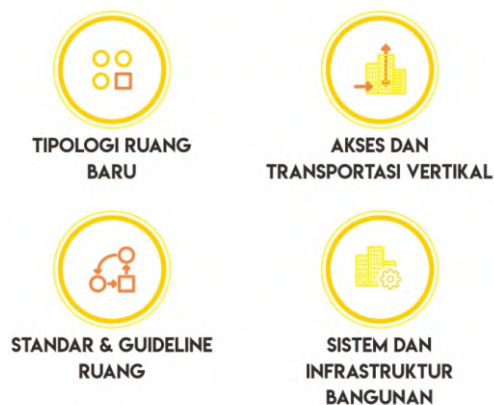 TIPOLOGI RUANG
BARU
AKSES DAN
TRANSPORTASI VERTIKAL
STANDAR & GUIDELINE
RUANG
SISTEM DAN
INFRASTRUKTUR
BANGUNAN